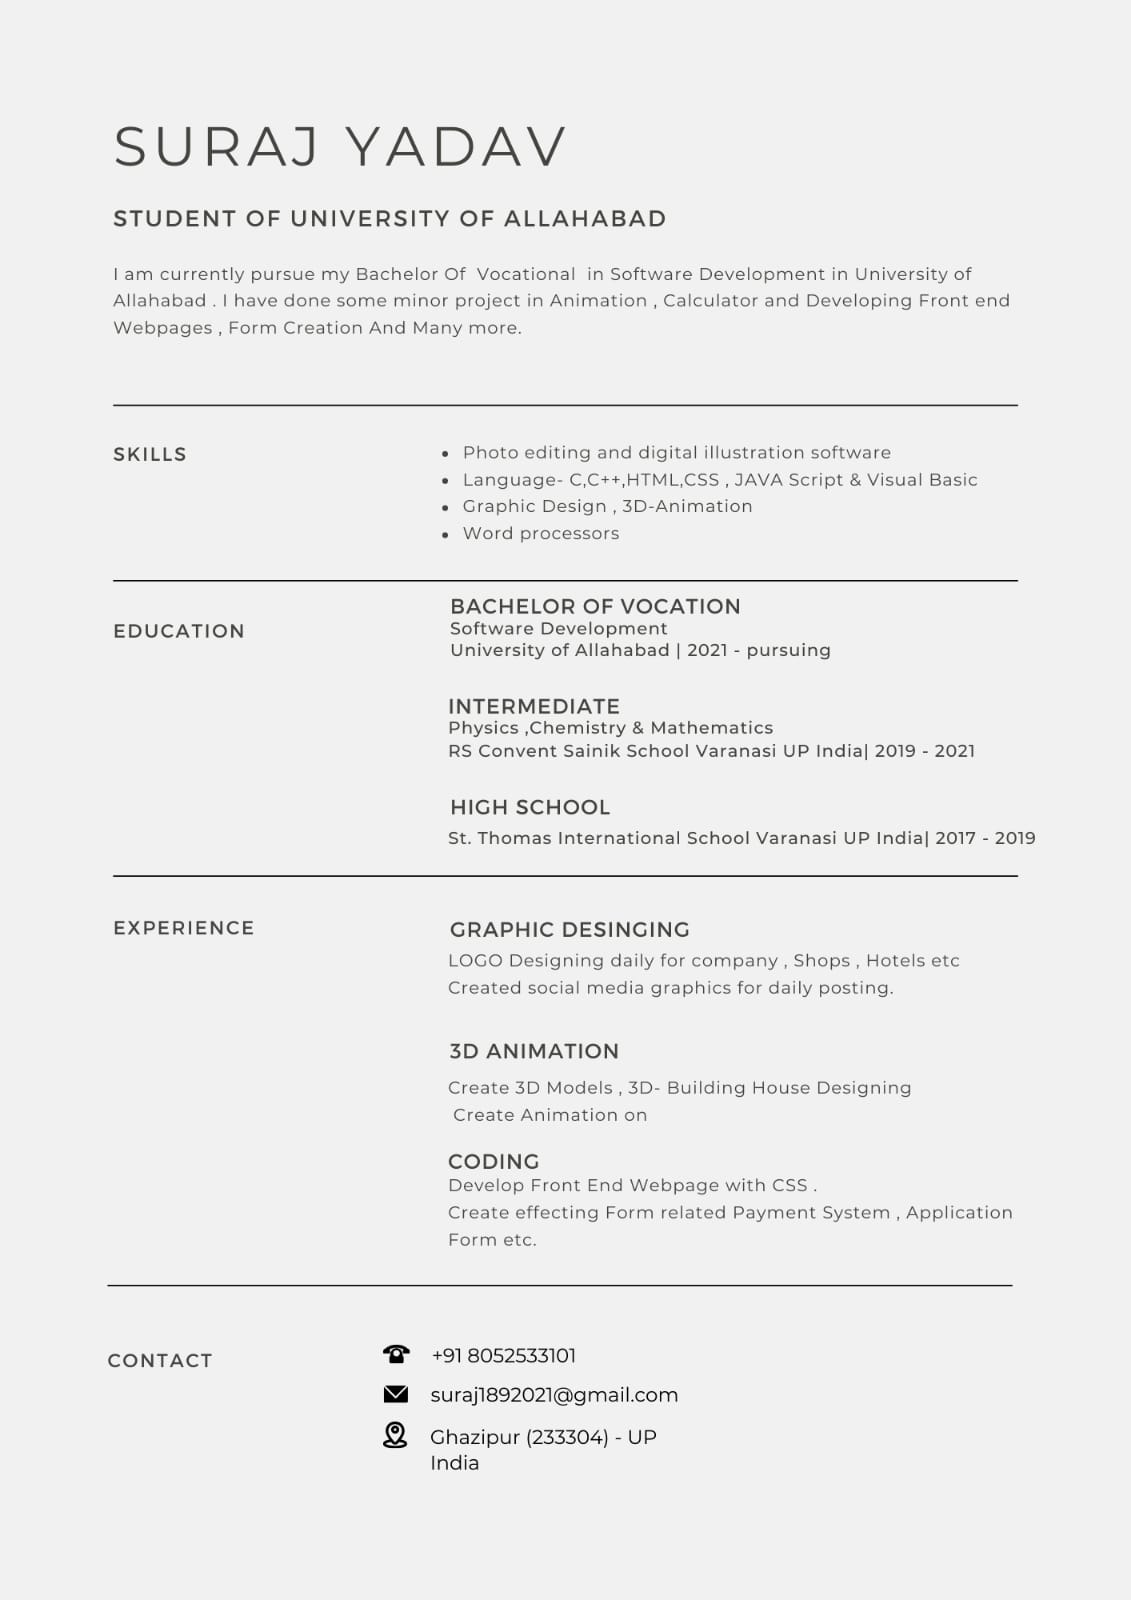 SURAJ YADAV
STUDENT OF UNIVERSITY OF ALLAHABAD
I am currently pursue my Bachelor Of  Vocational  in Software Development in University of
Allahabad . I have done some minor project in Animation , Calculator and Developing Front end
Webpages , Form Creation And Many more.
SKILLS
• Photo editing and digital illustration software
• Language- C,C++,HTML,CSS , JAVA Script & Visual Basic
• Graphic Design , 3D-Animation
• Word processors
EDUCATION
BACHELOR OF VOCATION
Software Development
University of Allahabad | 2021 - pursuing
INTERMEDIATE
Physics ,Chemistry & Mathematics
RS Convent Sainik School Varanasi UP India| 2019 - 2021
HIGH SCHOOL
St. Thomas International School Varanasi UP India| 2017 - 2019
EXPERIENCE
GRAPHIC DESINGING
LOGO Designing daily for company , Shops , Hotels etc
Created social media graphics for daily posting.
3D ANIMATION
Create 3D Models , 3D- Building House Designing
Create Animation on
CODING
Develop Front End Webpage with CSS .
Create effecting Form related Payment System , Application
Form etc.
CONTACT
+91 8052533101
suraj1892021@gmail.com
Ghazipur (233304) - UP
India